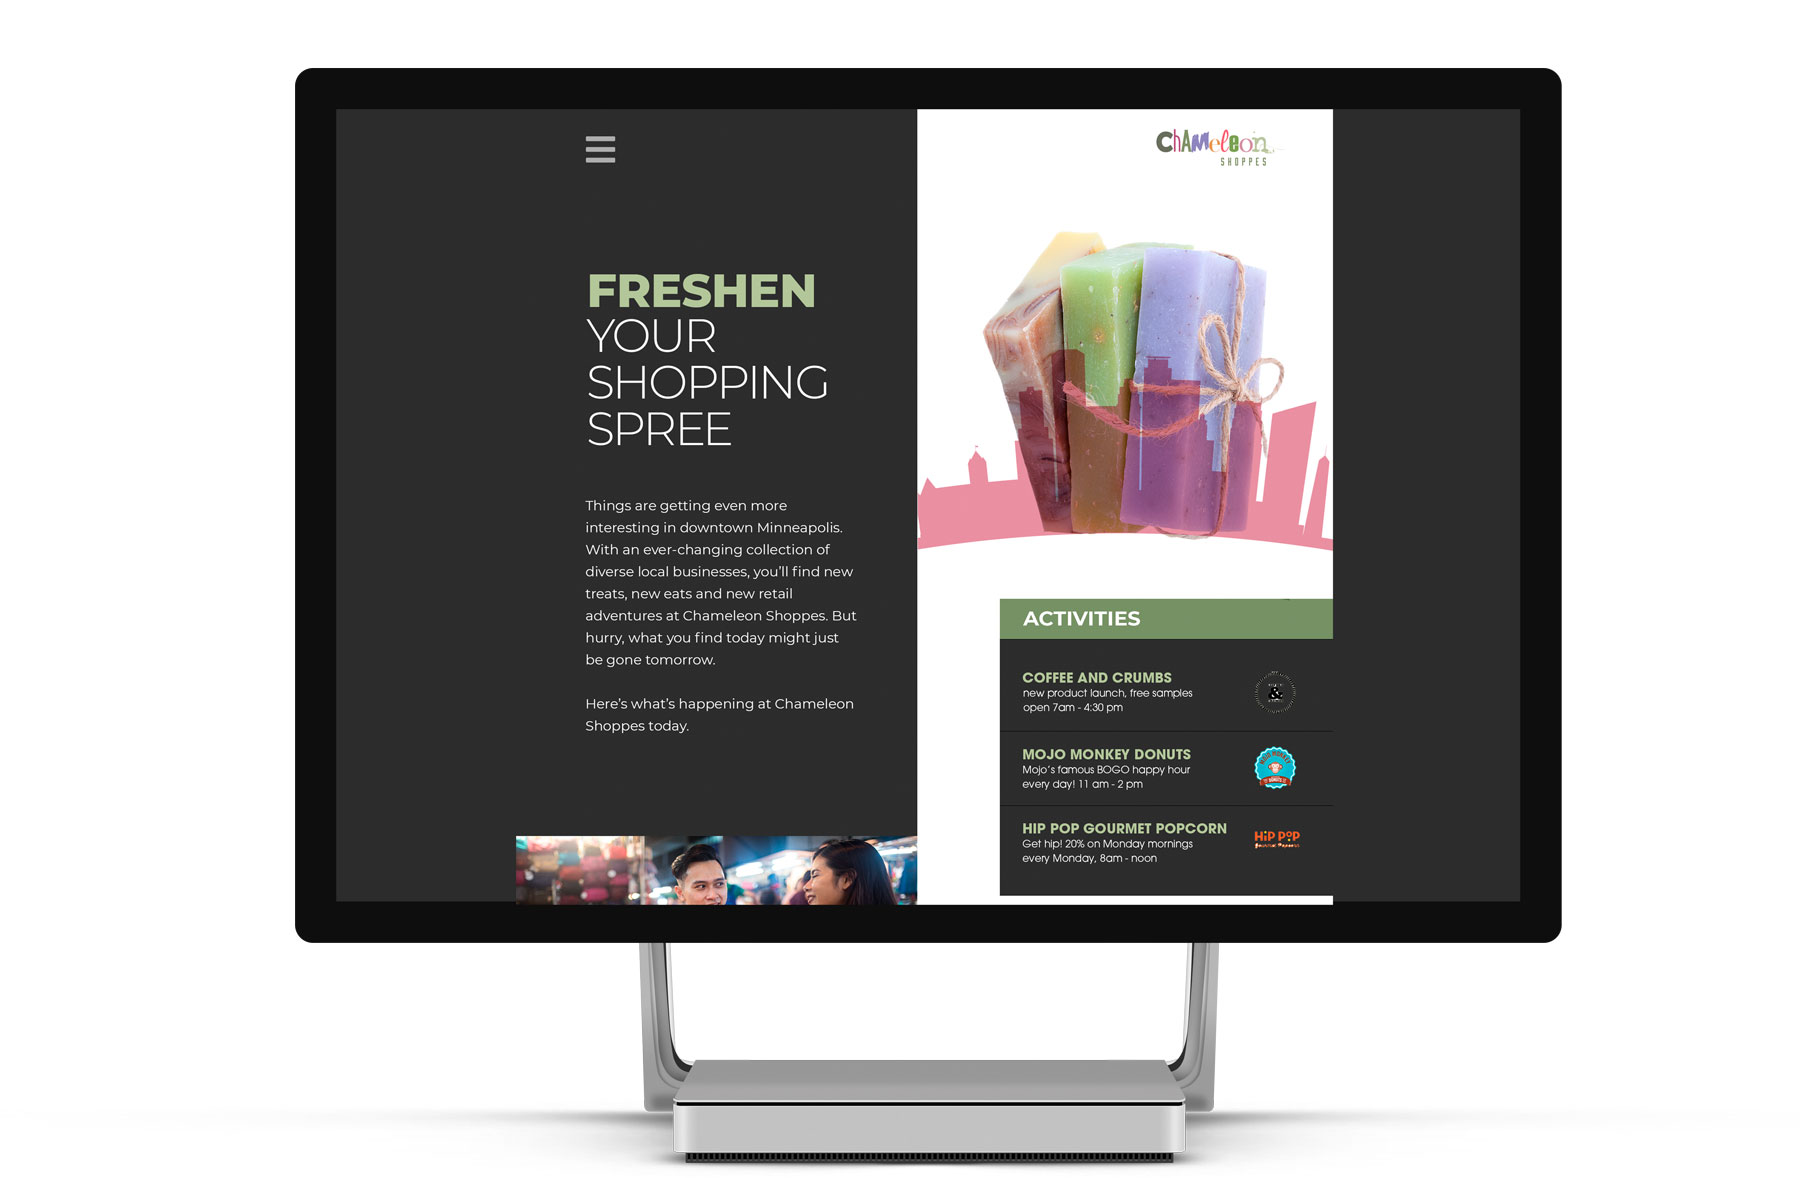 CHAMELEON
SHOPPES
FRESHEN
YOUR
SHOPPING
SPREE
Things are getting even more
interesting in downtown Minneapolis.
With an ever-changing collection of
diverse local businesses, you'll find new
treats, new eats and new retail
adventures at Chameleon Shoppes. But
hurry, what you find today might just
be gone tomorrow.
Here's what's happening at Chameleon
Shoppes today.
ACTIVITIES
COFFEE AND CRUMBS
new product launch, free samples
open 7am - 4:30 pm
&
MOJO MONKEY DONUTS
Mojo's famous BOGO happy hour
every day! 11 am - 2 pm
DONUTS
HIP POP GOURMET POPCORN
Get hip! 20% on Monday mornings
every Monday, 8am - noon
HIP POP